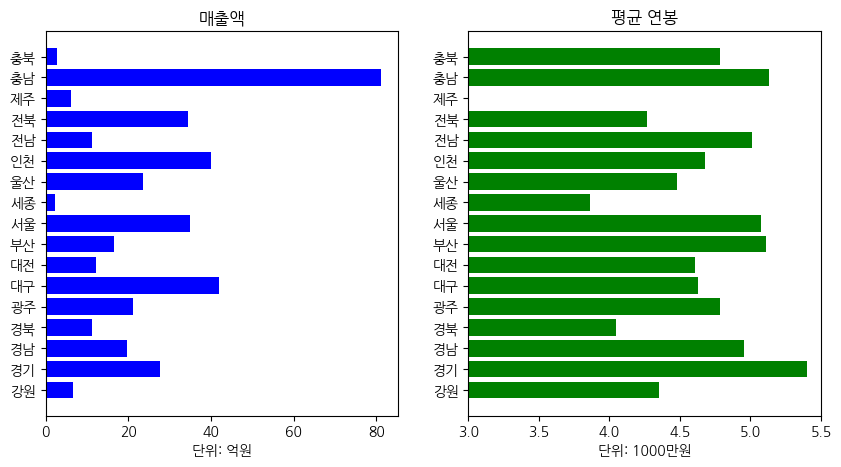 매출액
충북
충남
제주
전북
전남
인천
울산
세종
서울
부산
대전
대구
광주
경북
경남
경기
강원
0 20 40 60 80
단위: 억원
평균 연봉
충북
충남
제주
전북
전남
인천
울산
세종
서울
부산
대전
대구
광주
경북
경남
경기
강원
3.0 3.5 4.0 4.5 5.0 5.5
단위: 1000만원